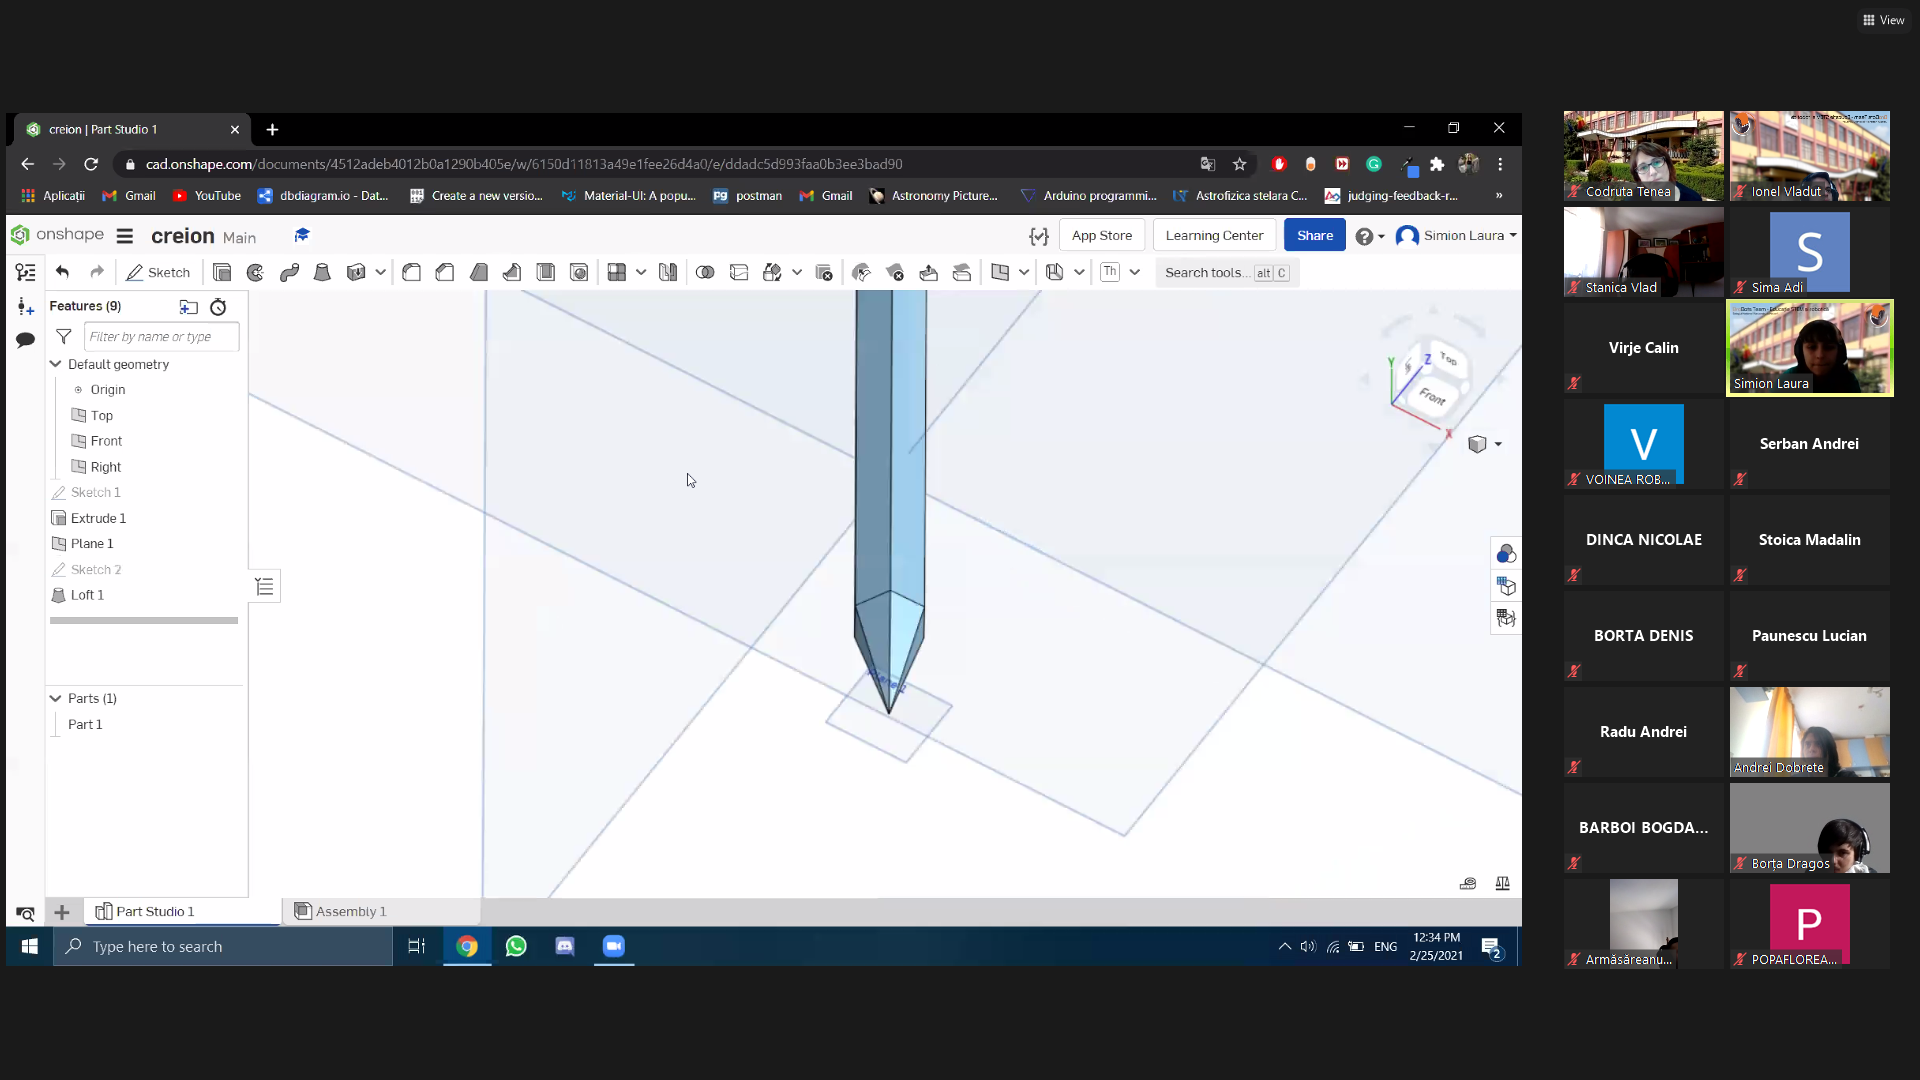 View
creion | Part Studio 1
cad.onshape.com/documents/4512adeb4012b0a1290b405e/w/6150d11813a49e1fee26d4a0/e/ddadc5d993faa0b3ee3bad90
Aplicații
Gmail
YouTube
dbdiagram.io - Dat...
Create a new versio...
Material-UI: A popu...
postman
Gmail
Astronomy Picture...
Arduino programmi...
Astrofizica stelara C...
judging-feedback-r...
»
onshape
creion Main
App Store
Learning Center
Share
Simion Laura
Sketch
Th
Search tools... alt C
Features (9)
Filter by name or type
Default geometry
Origin
Top
Front
Right
Sketch 1
Extrude 1
Plane 1
Sketch 2
Loft 1
Parts (1)
Part 1
Y
Z
X
Top
Front
Part Studio 1
Assembly 1
Type here to search
ENG
12:34 PM
2/25/2021
2
Codruta Tenea
Ionel Vladut
Stanica Vlad
S
Sima Adi
Virje Calin
Simion Laura
V
VOINEA ROB...
Serban Andrei
DINCA NICOLAE
Stoica Madalin
BORTA DENIS
Paunescu Lucian
Radu Andrei
Andrei Dobrete
BARBOI BOGDA...
Borța Dragos
Armăsăreanu...
P
POPAFLOREA...